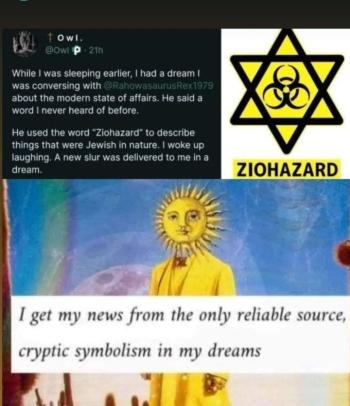 † Owl.
@Owl · 21h
While I was sleeping earlier, I had a dream I
was conversing with @RahowasaurusRex1979
about the modern state of affairs. He said a
word I never heard of before.
He used the word "Ziohazard" to describe
things that were Jewish in nature. I woke up
laughing. A new slur was delivered to me in a
dream.
ZIOHAZARD
I get my news from the only reliable source,
cryptic symbolism in my dreams